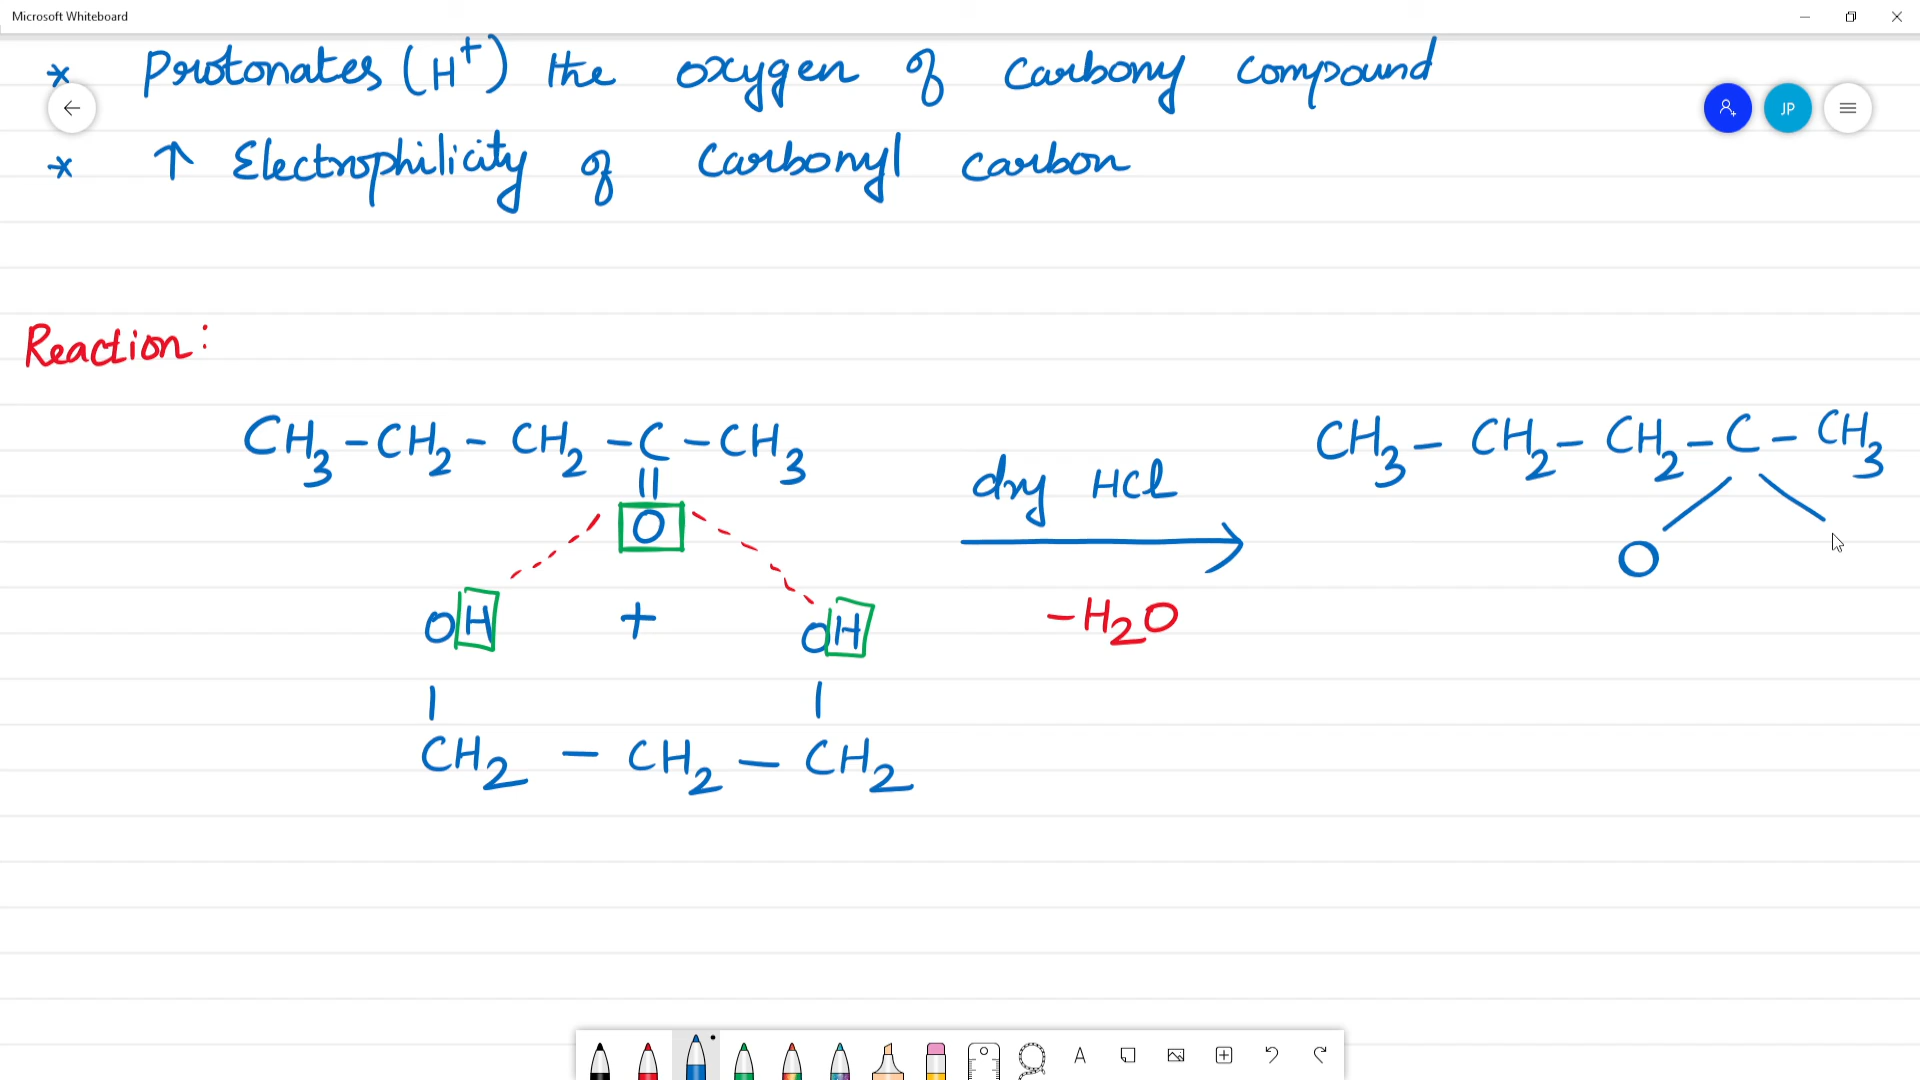 Microsoft Whiteboard
* Protonates (H⁺) the oxygen of Carbony compound
JP
* ↑ Electrophilicity of Carbonyl carbon
Reaction:
CH₃ - CH₂ - CH₂ - C - CH₃
||
O
OH + OH
| |
CH₂ - CH₂ - CH₂
dry HCl
→
- H₂O
CH₃ - CH₂ - CH₂ - C - CH₃
O
A